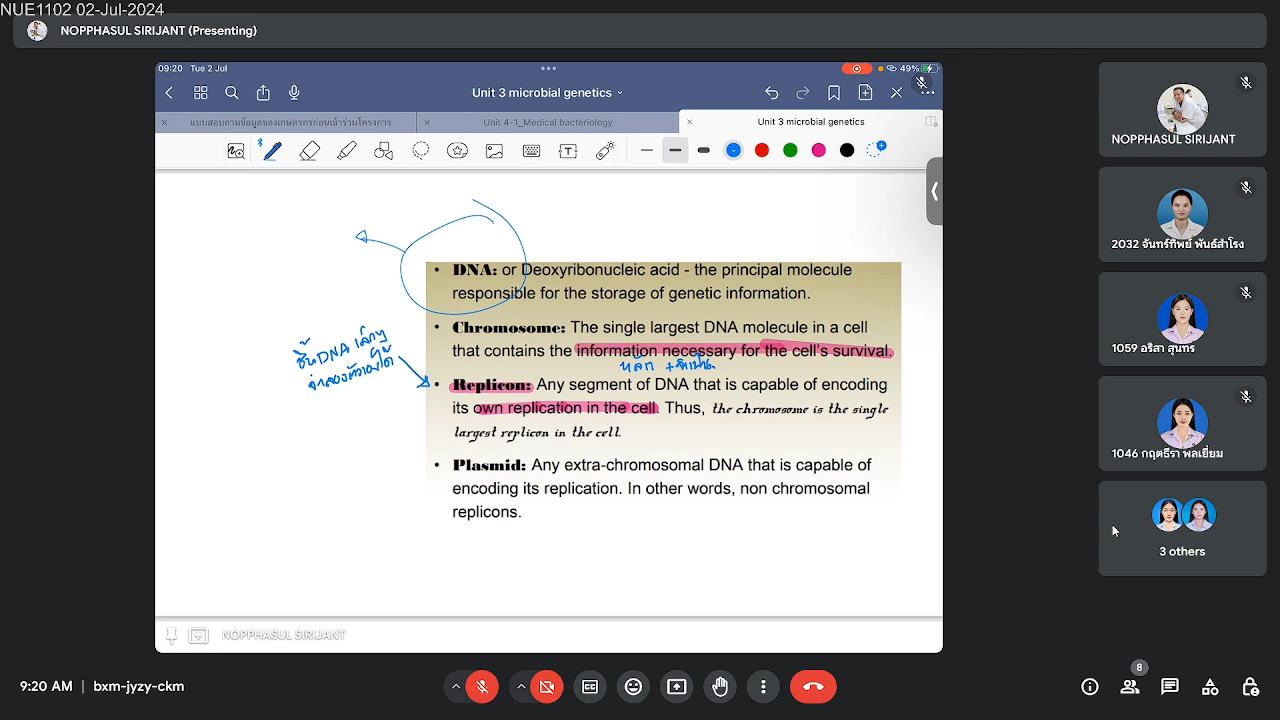 NUE1102 02-Jul-2024
NOPPHASUL SIRIJANT (Presenting)
09:20 Tue 2 Jul
49%
Unit 3 microbial genetics
แบบสอบถามข้อมูลของเกษตรกรก่อนเข้าร่วมโครงการ
Unit 4-1_Medical bacteriology
Unit 3 microbial genetics
• DNA: or Deoxyribonucleic acid - the principal molecule
responsible for the storage of genetic information.
• Chromosome: The single largest DNA molecule in a cell
that contains the information necessary for the cell's survival.
หลัก + จำเป็น
ชิ้น DNA เล็กๆ
จำลองตัวเองได้
• Replicon: Any segment of DNA that is capable of encoding
its own replication in the cell. Thus, the chromosome is the single
largest replicon in the cell.
• Plasmid: Any extra-chromosomal DNA that is capable of
encoding its replication. In other words, non chromosomal
replicons.
NOPPHASUL SIRIJANT
NOPPHASUL SIRIJANT
2032 จันทร์ทิพย์ พันธ์สำโรง
1059 อริสา สุนทร
1046 กฤตธีรา พลเยี่ยม
3 others
9:20 AM | bxm-jyzy-ckm
8